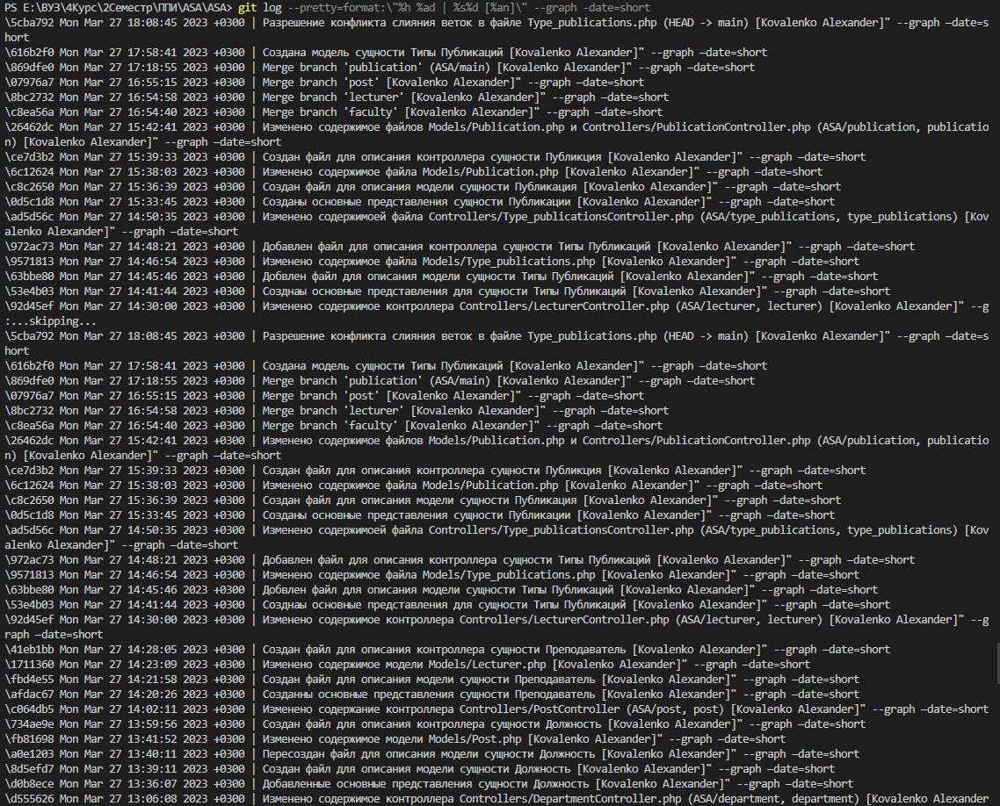 PS E:\ВУЗ\4Курс\2Семестр\ППИ\ASA\ASA> git log --pretty=format:\"%h %ad | %s%d [%an]\" --graph -date=short
\5cba792 Mon Mar 27 18:08:45 2023 +0300 | Разрешение конфликта слияния веток в файле Type_publications.php (HEAD -> main) [Kovalenko Alexander]" --graph –date=s
hort
\616b2f0 Mon Mar 27 17:58:41 2023 +0300 | Создана модель сущности Типы Публикаций [Kovalenko Alexander]" --graph –date=short
\869dfe0 Mon Mar 27 17:18:55 2023 +0300 | Merge branch 'publication' (ASA/main) [Kovalenko Alexander]" --graph –date=short
\07976a7 Mon Mar 27 16:55:15 2023 +0300 | Merge branch 'post' [Kovalenko Alexander]" --graph –date=short
\8bc2732 Mon Mar 27 16:54:58 2023 +0300 | Merge branch 'lecturer' [Kovalenko Alexander]" --graph –date=short
\c8ea56a Mon Mar 27 16:54:40 2023 +0300 | Merge branch 'faculty' [Kovalenko Alexander]" --graph –date=short
\26462dc Mon Mar 27 15:42:41 2023 +0300 | Изменено содержимое файлов Models/Publication.php и Controllers/PublicationController.php (ASA/publication, publicatio
n) [Kovalenko Alexander]" --graph –date=short
\ce7d3b2 Mon Mar 27 15:39:33 2023 +0300 | Создан файл для описания контроллера сущности Публикция [Kovalenko Alexander]" --graph –date=short
\6c12624 Mon Mar 27 15:38:03 2023 +0300 | Изменено содержимое файла Models/Publication.php [Kovalenko Alexander]" --graph –date=short
\c8c2650 Mon Mar 27 15:36:39 2023 +0300 | Создан файл для описания модели сущности Публикация [Kovalenko Alexander]" --graph –date=short
\0d5c1d8 Mon Mar 27 15:33:45 2023 +0300 | Созданы основные представления сущности Публикации [Kovalenko Alexander]" --graph –date=short
\ad5d56c Mon Mar 27 14:50:35 2023 +0300 | Изменено содержимоей файла Controllers/Type_publicationsController.php (ASA/type_publications, type_publications) [Kov
alenko Alexander]" --graph –date=short
\972ac73 Mon Mar 27 14:48:21 2023 +0300 | Добавлен файл для описания контроллера сущности Типы Публикаций [Kovalenko Alexander]" --graph –date=short
\9571813 Mon Mar 27 14:46:54 2023 +0300 | Изменено содержимое файла Models/Type_publications.php [Kovalenko Alexander]" --graph –date=short
\63bbe80 Mon Mar 27 14:45:46 2023 +0300 | Добвлен файл для описания модели сущности Типы Публикаций [Kovalenko Alexander]" --graph –date=short
\53e4b03 Mon Mar 27 14:41:44 2023 +0300 | Созднаы основные представления для сущности Типы Публикаций [Kovalenko Alexander]" --graph –date=short
\92d45ef Mon Mar 27 14:30:00 2023 +0300 | Изменено содержимое контроллера Controllers/LecturerController.php (ASA/lecturer, lecturer) [Kovalenko Alexander]" --g
:...skipping...
\5cba792 Mon Mar 27 18:08:45 2023 +0300 | Разрешение конфликта слияния веток в файле Type_publications.php (HEAD -> main) [Kovalenko Alexander]" --graph –date=s
hort
\616b2f0 Mon Mar 27 17:58:41 2023 +0300 | Создана модель сущности Типы Публикаций [Kovalenko Alexander]" --graph –date=short
\869dfe0 Mon Mar 27 17:18:55 2023 +0300 | Merge branch 'publication' (ASA/main) [Kovalenko Alexander]" --graph –date=short
\07976a7 Mon Mar 27 16:55:15 2023 +0300 | Merge branch 'post' [Kovalenko Alexander]" --graph –date=short
\8bc2732 Mon Mar 27 16:54:58 2023 +0300 | Merge branch 'lecturer' [Kovalenko Alexander]" --graph –date=short
\c8ea56a Mon Mar 27 16:54:40 2023 +0300 | Merge branch 'faculty' [Kovalenko Alexander]" --graph –date=short
\26462dc Mon Mar 27 15:42:41 2023 +0300 | Изменено содержимое файлов Models/Publication.php и Controllers/PublicationController.php (ASA/publication, publicatio
n) [Kovalenko Alexander]" --graph –date=short
\ce7d3b2 Mon Mar 27 15:39:33 2023 +0300 | Создан файл для описания контроллера сущности Публикция [Kovalenko Alexander]" --graph –date=short
\6c12624 Mon Mar 27 15:38:03 2023 +0300 | Изменено содержимое файла Models/Publication.php [Kovalenko Alexander]" --graph –date=short
\c8c2650 Mon Mar 27 15:36:39 2023 +0300 | Создан файл для описания модели сущности Публикация [Kovalenko Alexander]" --graph –date=short
\0d5c1d8 Mon Mar 27 15:33:45 2023 +0300 | Созданы основные представления сущности Публикации [Kovalenko Alexander]" --graph –date=short
\ad5d56c Mon Mar 27 14:50:35 2023 +0300 | Изменено содержимоей файла Controllers/Type_publicationsController.php (ASA/type_publications, type_publications) [Kov
alenko Alexander]" --graph –date=short
\972ac73 Mon Mar 27 14:48:21 2023 +0300 | Добавлен файл для описания контроллера сущности Типы Публикаций [Kovalenko Alexander]" --graph –date=short
\9571813 Mon Mar 27 14:46:54 2023 +0300 | Изменено содержимое файла Models/Type_publications.php [Kovalenko Alexander]" --graph –date=short
\63bbe80 Mon Mar 27 14:45:46 2023 +0300 | Добвлен файл для описания модели сущности Типы Публикаций [Kovalenko Alexander]" --graph –date=short
\53e4b03 Mon Mar 27 14:41:44 2023 +0300 | Созднаы основные представления для сущности Типы Публикаций [Kovalenko Alexander]" --graph –date=short
\92d45ef Mon Mar 27 14:30:00 2023 +0300 | Изменено содержимое контроллера Controllers/LecturerController.php (ASA/lecturer, lecturer) [Kovalenko Alexander]" --g
raph –date=short
\41eb1bb Mon Mar 27 14:28:05 2023 +0300 | Создан файл для описания контроллера сущности Преподаватель [Kovalenko Alexander]" --graph –date=short
\1711360 Mon Mar 27 14:23:09 2023 +0300 | Изменено содержимое модели Models/Lecturer.php [Kovalenko Alexander]" --graph –date=short
\fbd4e55 Mon Mar 27 14:21:58 2023 +0300 | Создан файл для описания модели сущности Преподаватель [Kovalenko Alexander]" --graph –date=short
\afdac67 Mon Mar 27 14:20:26 2023 +0300 | Созданны основные представления сущности Преподаватель [Kovalenko Alexander]" --graph –date=short
\c064db5 Mon Mar 27 14:02:11 2023 +0300 | Изменено содержание контроллера Controllers/PostController (ASA/post, post) [Kovalenko Alexander]" --graph –date=short
\734ae9e Mon Mar 27 13:59:56 2023 +0300 | Создан файл для описания контроллера сущности Должность [Kovalenko Alexander]" --graph –date=short
\fb81698 Mon Mar 27 13:41:52 2023 +0300 | Изменено содержимое модели Models/Post.php [Kovalenko Alexander]" --graph –date=short
\a0e1203 Mon Mar 27 13:40:11 2023 +0300 | Пересоздан файл для описания модели сущности Должность [Kovalenko Alexander]" --graph –date=short
\8d5efd7 Mon Mar 27 13:39:11 2023 +0300 | Создан файл для описания модели сущности Должность [Kovalenko Alexander]" --graph –date=short
\d0b8ece Mon Mar 27 13:36:07 2023 +0300 | Добавленные основные представления сущности Должность [Kovalenko Alexander]" --graph –date=short
\d555626 Mon Mar 27 13:06:08 2023 +0300 | Изменено содержимое контроллера Controllers/DepartmentController.php (ASA/department, department) [Kovalenko Alexander